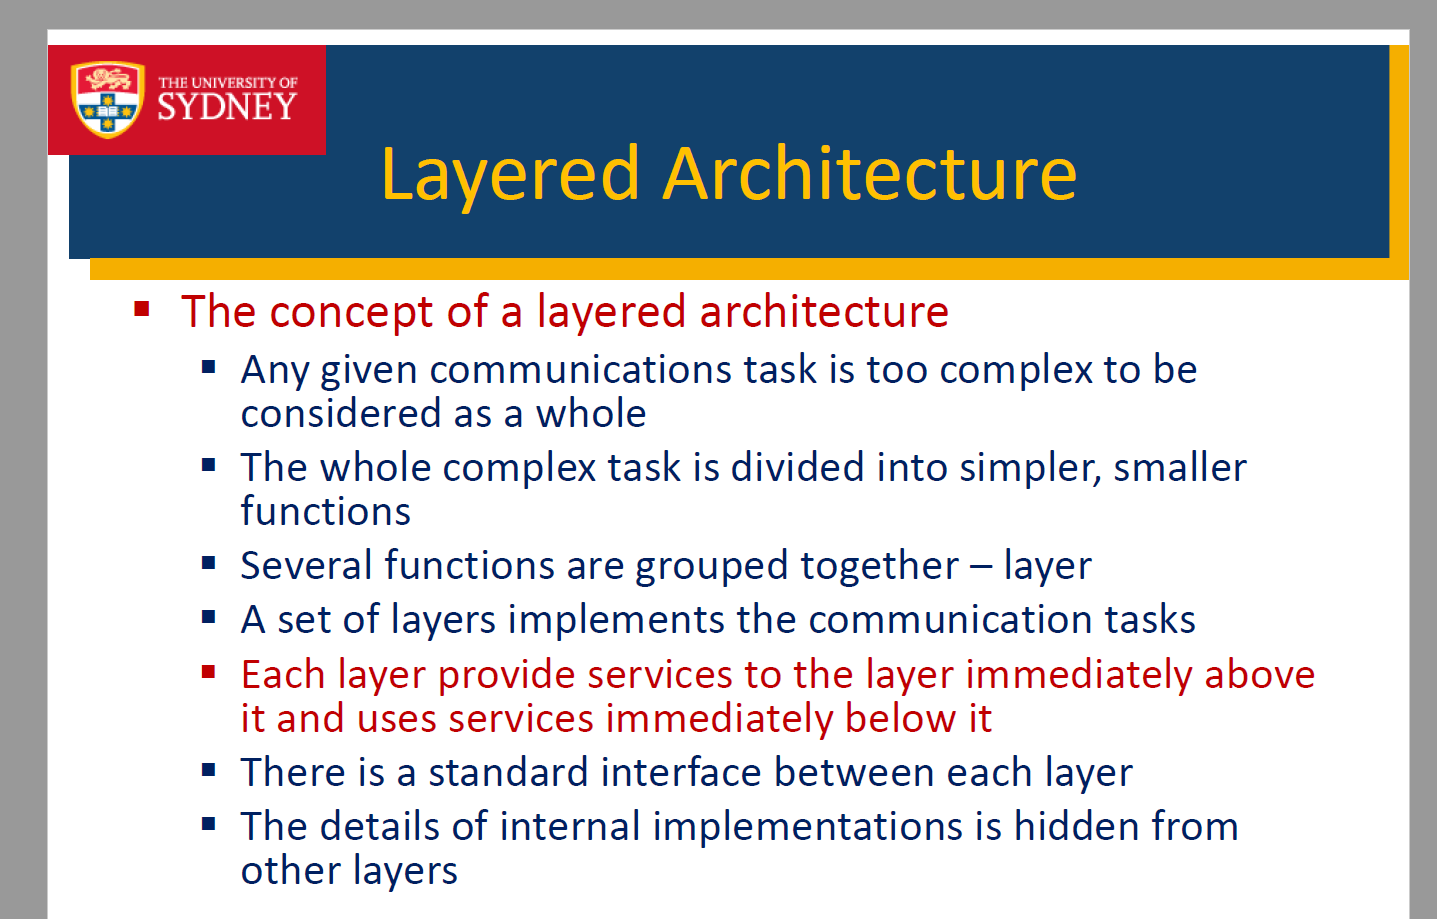 THE UNIVERSITY OF
SYDNEY
Layered Architecture
The concept of a layered architecture
Any given communications task is too complex to be
considered as a whole
The whole complex task is divided into simpler, smaller
functions
Several functions are grouped together – layer
A set of layers implements the communication tasks
Each layer provide services to the layer immediately above
it and uses services immediately below it
There is a standard interface between each layer
The details of internal implementations is hidden from
other layers